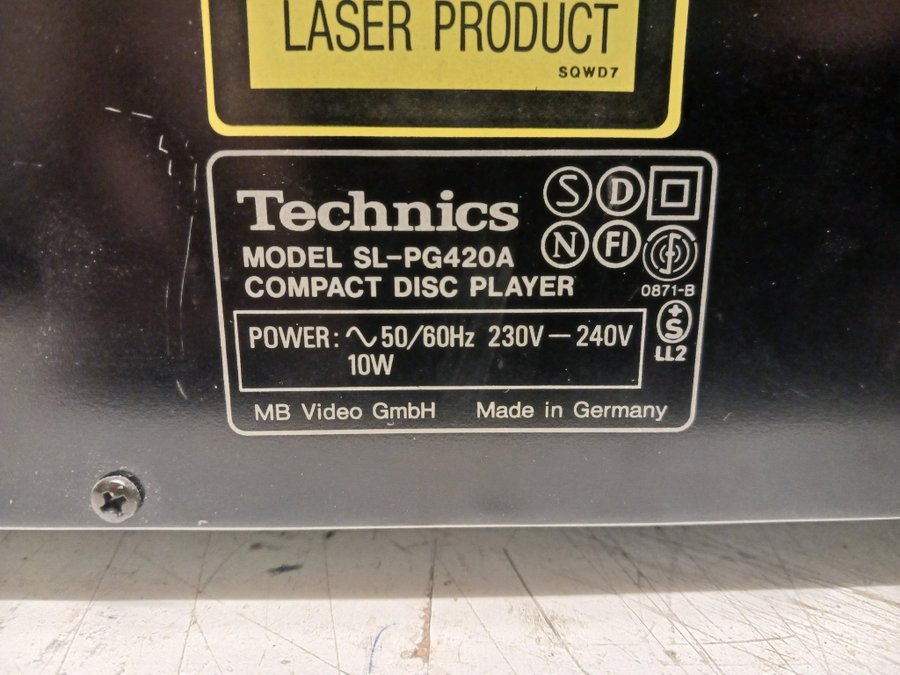 LASER PRODUCT
SQWD7
Technics
S D
N FI
MODEL SL-PG420A
COMPACT DISC PLAYER
0871-B
POWER: ∿ 50/60Hz 230V — 240V
10W
+S
LL2
MB Video GmbH Made in Germany